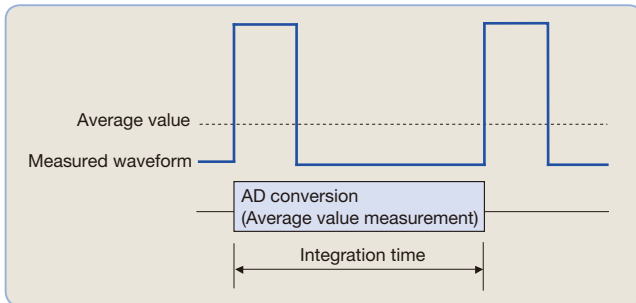 Average value
Measured waveform
AD conversion
(Average value measurement)
Integration time